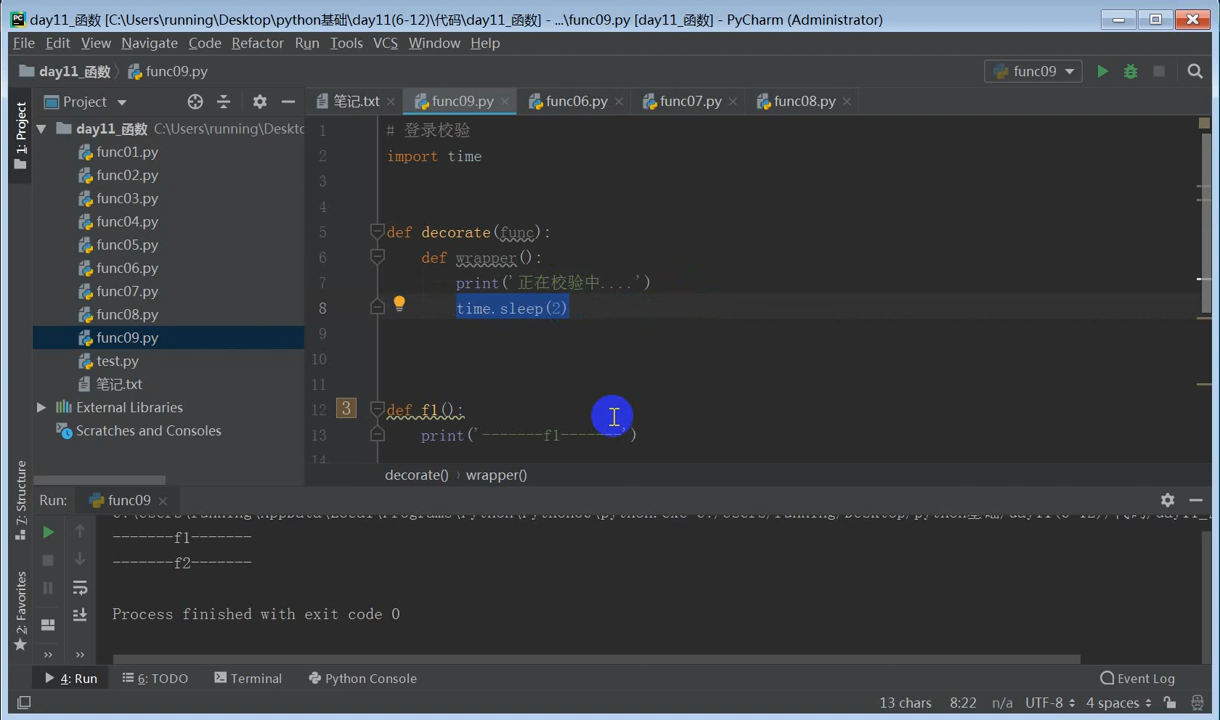 day11_函数 [C:\Users\running\Desktop\python基础\day11(6-12)\代码\day11_函数] - ...\func09.py [day11_函数] - PyCharm (Administrator)
File Edit View Navigate Code Refactor Run Tools VCS Window Help
day11_函数 func09.py func09
Project 笔记.txt func09.py func06.py func07.py func08.py
1: Project
day11_函数 C:\Users\running\Deskto
func01.py
func02.py
func03.py
func04.py
func05.py
func06.py
func07.py
func08.py
func09.py
test.py
笔记.txt
External Libraries
Scratches and Consoles
1 # 登录校验
2 import time
3
4
5 def decorate(func):
6 def wrapper():
7 print('正在校验中....')
8 time.sleep(2)
9
10
11
12 3 def f1():
13 print('-------f1-------')
14
decorate() › wrapper()
7: Structure
2: Favorites
Run: func09
-------f1-------
-------f2-------
Process finished with exit code 0
4: Run 6: TODO Terminal Python Console Event Log
13 chars 8:22 n/a UTF-8 4 spaces